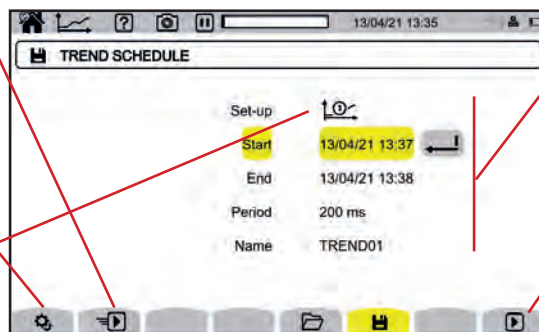 13/04/21 13:35
TREND SCHEDULE
Set-up
Start 13/04/21 13:37
End 13/04/21 13:38
Period 200 ms
Name TREND01